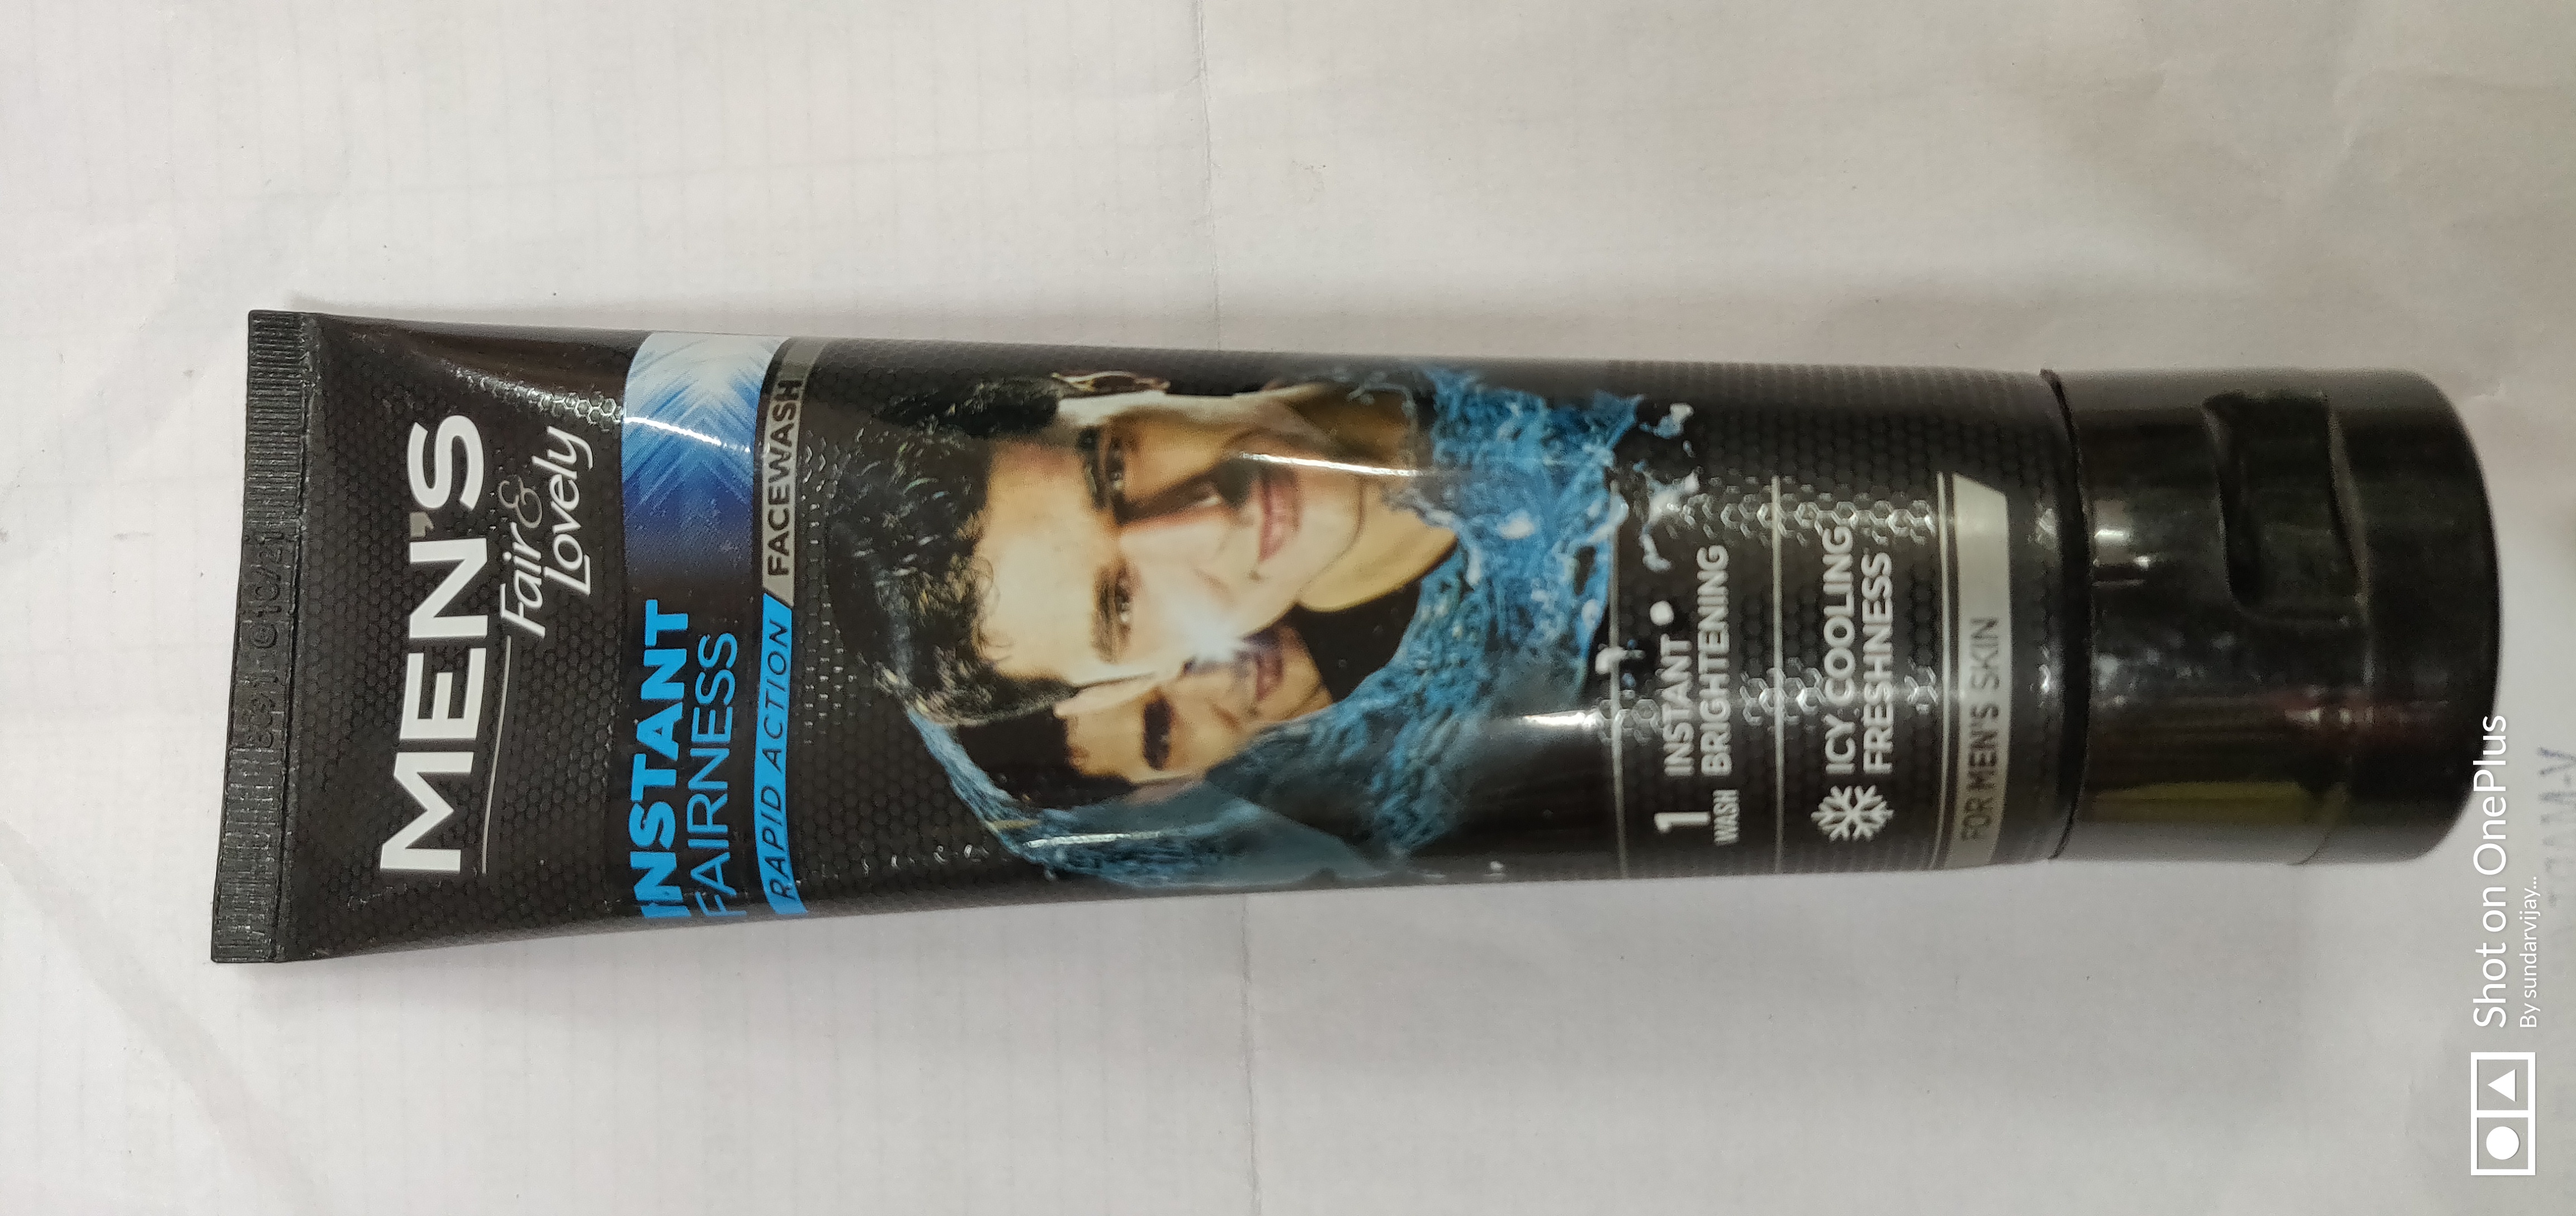 MEN'S
Fair &
Lovely
INSTANT
FAIRNESS
RAPID ACTION FACEWASH
1 WASH
INSTANT
BRIGHTENING
ICY COOLING
FRESHNESS
FOR MEN'S SKIN
Shot on OnePlus
By sundarvijay...